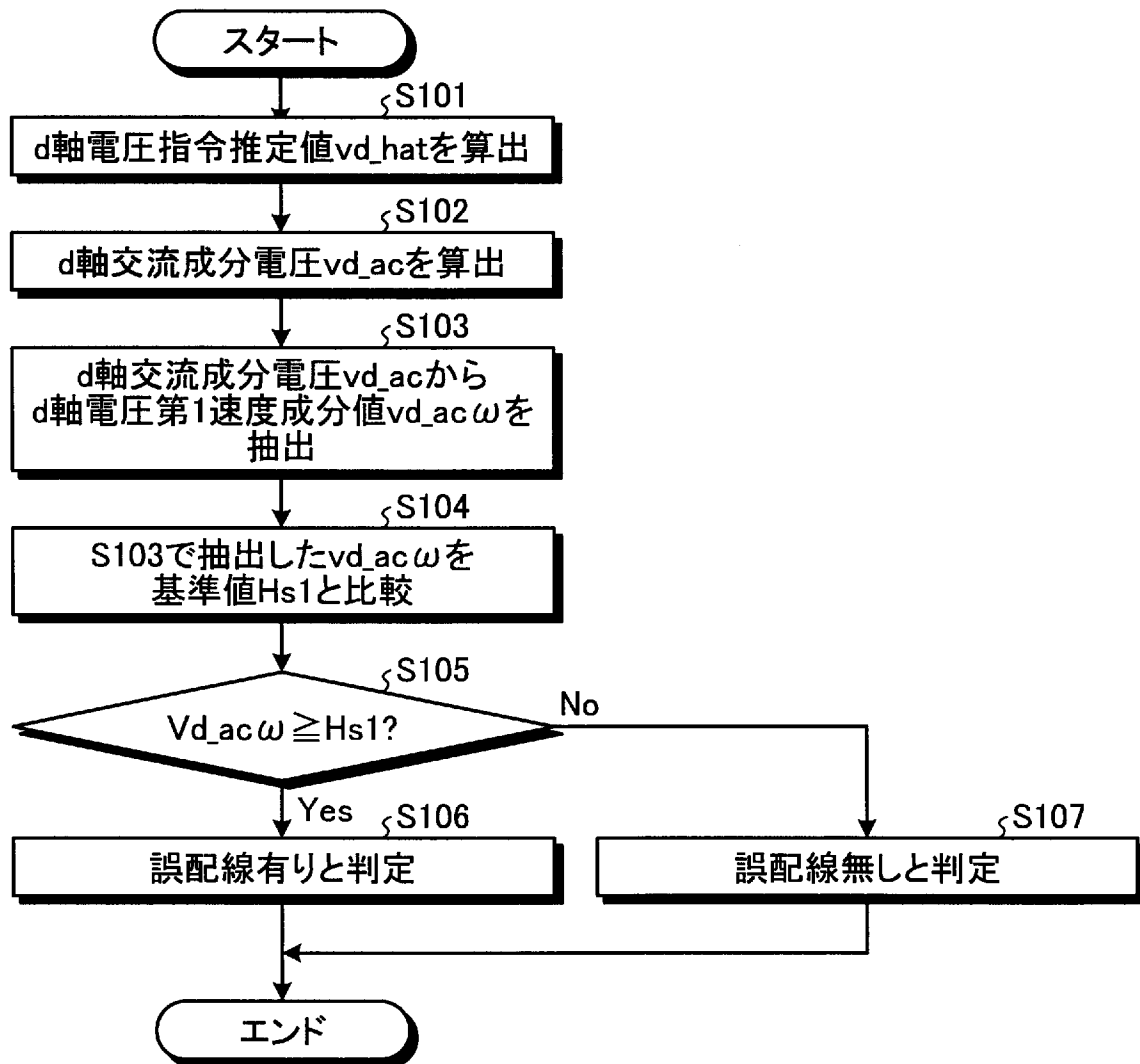 スタート
S101
d軸電圧指令推定値vd_hatを算出
S102
d軸交流成分電圧vd_acを算出
S103
d軸交流成分電圧vd_acから
d軸電圧第1速度成分値vd_acωを
抽出
S104
S103で抽出したvd_acωを
基準値Hs1と比較
S105
Vd_acω≧Hs1?
No
Yes
S106
誤配線有りと判定
S107
誤配線無しと判定
エンド